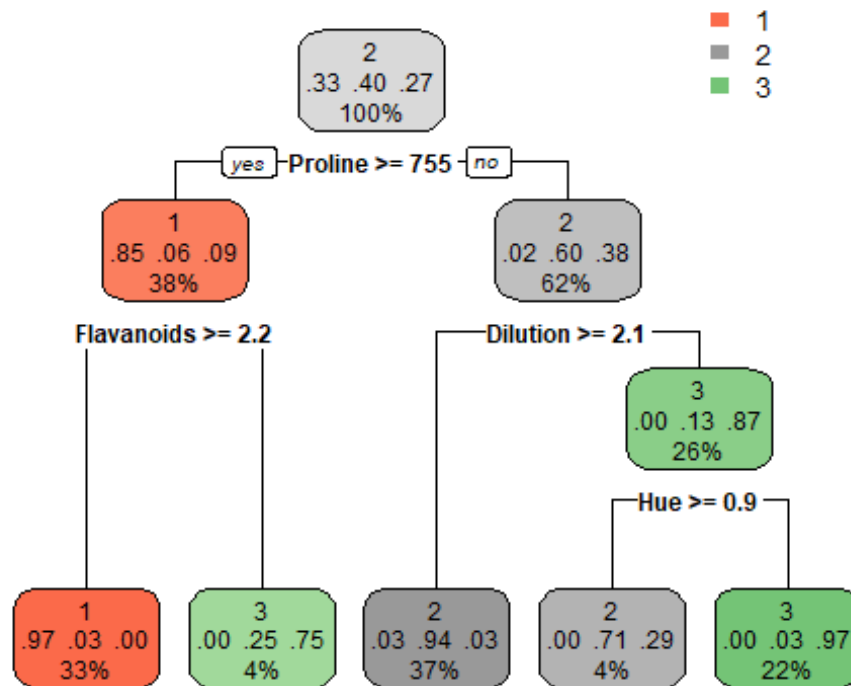 1
2
3
2
.33 .40 .27
100%
yes Proline >= 755 no
1
.85 .06 .09
38%
2
.02 .60 .38
62%
Flavanoids >= 2.2
Dilution >= 2.1
3
.00 .13 .87
26%
Hue >= 0.9
1
.97 .03 .00
33%
3
.00 .25 .75
4%
2
.03 .94 .03
37%
2
.00 .71 .29
4%
3
.00 .03 .97
22%